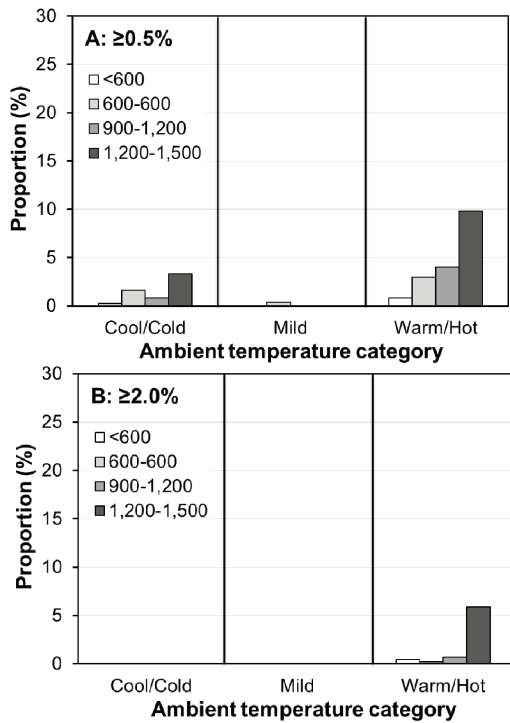 30
A: ≥0.5%
25
<600
600-600
20
900-1,200
1,200-1,500
15
10
5
0
Proportion (%)
Cool/Cold Mild Warm/Hot
Ambient temperature category
30
B: ≥2.0%
25
<600
600-600
20
900-1,200
1,200-1,500
15
10
5
0
Proportion (%)
Cool/Cold Mild Warm/Hot
Ambient temperature category